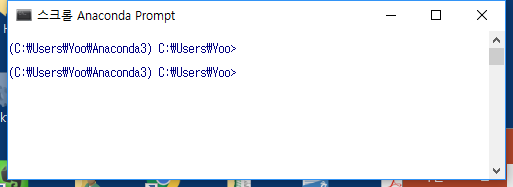 스크롤 Anaconda Prompt
(C:₩Users₩Yoo₩Anaconda3) C:₩Users₩Yoo>
(C:₩Users₩Yoo₩Anaconda3) C:₩Users₩Yoo>